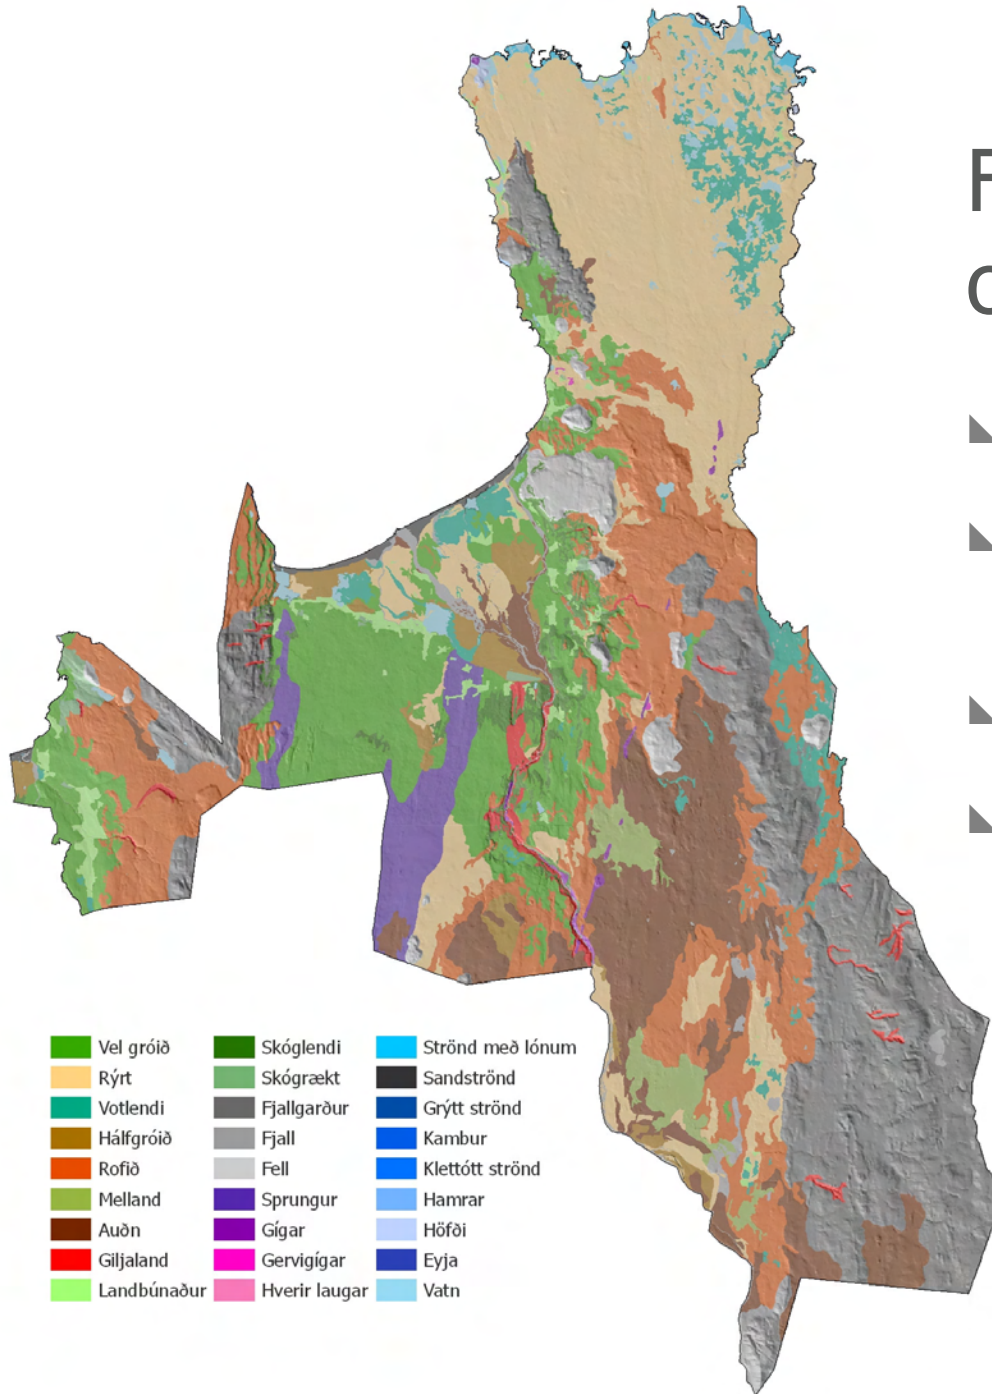 F
Vel gróið
Rýrt
Votlendi
Hálfgróið
Rofið
Melland
Auðn
Giljaland
Landbúnaður
Skóglendi
Skógrækt
Fjallgarður
Fjall
Fell
Sprungur
Gígar
Gervigígar
Hverir laugar
Strönd með lónum
Sandströnd
Grýtt strönd
Kambur
Klettótt strönd
Hamrar
Höfði
Eyja
Vatn